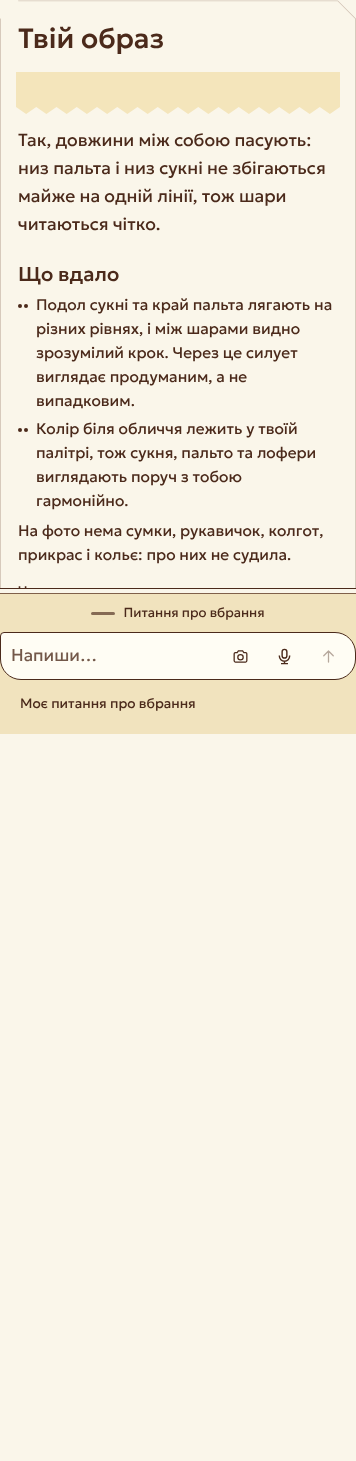 Твій образ
Так, довжини між собою пасують:
низ пальта і низ сукні не збігаються
майже на одній лінії, тож шари
читаються чітко.
Що вдало
•• Подол сукні та край пальта лягають на
різних рівнях, і між шарами видно
зрозумілий крок. Через це силует
виглядає продуманим, а не
випадковим.
•• Колір біля обличчя лежить у твоїй
палітрі, тож сукня, пальто та лофери
виглядають поруч з тобою
гармонійно.
На фото нема сумки, рукавичок, колгот,
прикрас і кольє: про них не судила.
Питання про вбрання
Напиши...
Моє питання про вбрання